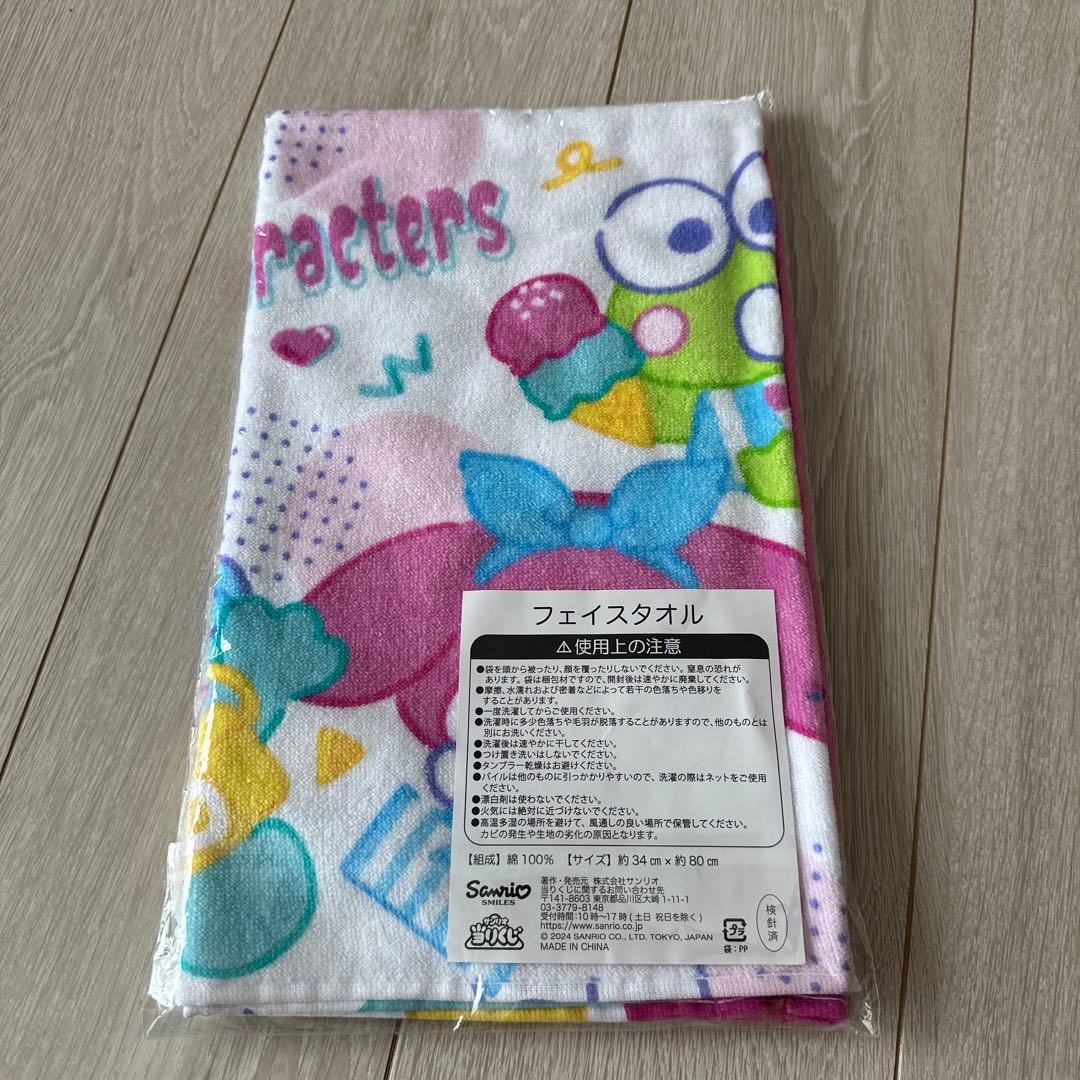 racters
フェイスタオル
⚠使用上の注意
●袋を頭から被ったり、顔を覆ったりしないでください。窒息の恐れが
あります。袋は梱包材ですので、開封後は速やかに廃棄してください。
●摩擦、水濡れおよび密着などによって若干の色落ちや色移りを
することがあります。
●一度洗濯してからご使用ください。
●洗濯時に多少色落ちや毛羽が脱落することがありますので、他のものとは
別にお洗いください。
●洗濯後は速やかに干してください。
●つけ置き洗いはしないでください。
●タンブラー乾燥はお避けください。
●パイルは他のものに引っかかりやすいので、洗濯の際はネットをご使用
ください。
●漂白剤は使わないでください。
●火気には絶対に近づけないでください。
●高温多湿の場所を避けて、風通しの良い場所で保管してください。
カビの発生や生地の劣化の原因となります。
【組成】綿100% 【サイズ】約34㎝×約80㎝
Sanrio
SMILES
サンリオ
当りくじ
著作・発売元 株式会社サンリオ
当りくじに関するお問い合わせ先
〒141-8603 東京都品川区大崎1-11-1
03-3779-8148
受付時間:10時〜17時(土日 祝日を除く)
https://www.sanrio.co.jp
© 2024 SANRIO CO., LTD. TOKYO, JAPAN
MADE IN CHINA
プラ
袋:PP
検針済